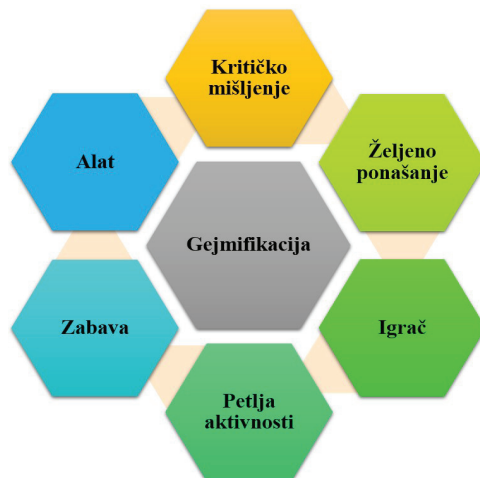 Kritičko
mišljenje
Željeno
ponašanje
Alat
Gejmifikacija
Zabava
Igrač
Petlja
aktivnosti